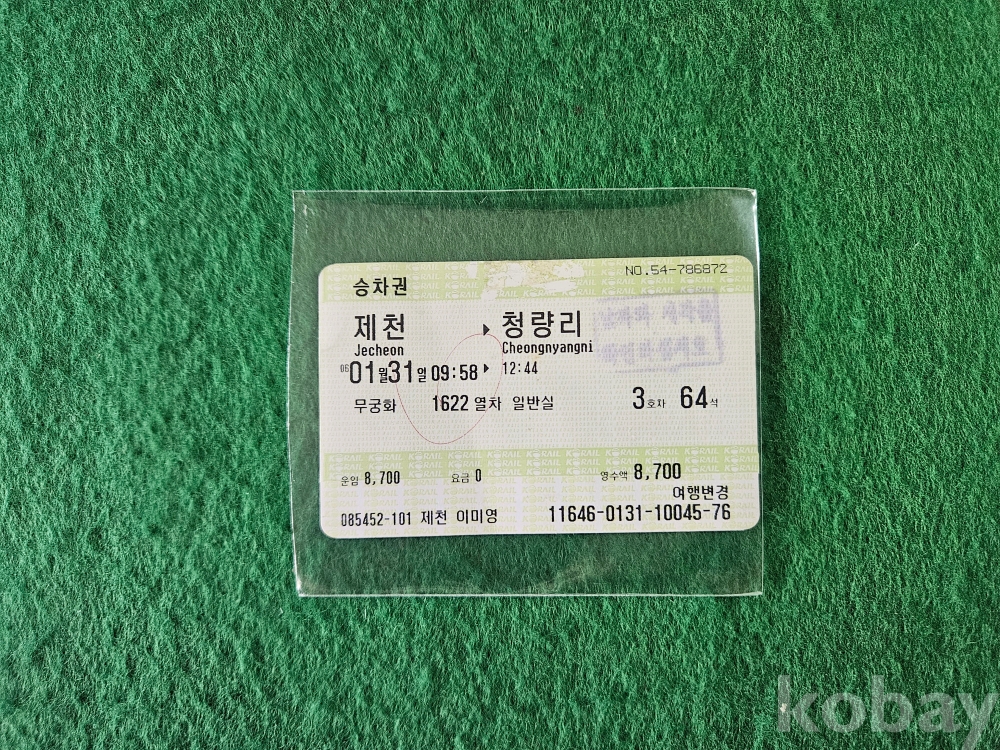 승차권
NO.54-786872
제천 ▶ 청량리
Jecheon Cheongnyangni
06 01월31일 09:58 ▶ 12:44
무궁화 1622 열차 일반실 3호차 64석
KORAIL
운임 8,700 요금 0 영수액 8,700
여행변경
085452-101 제천 이미영 11646-0131-10045-76
kobay